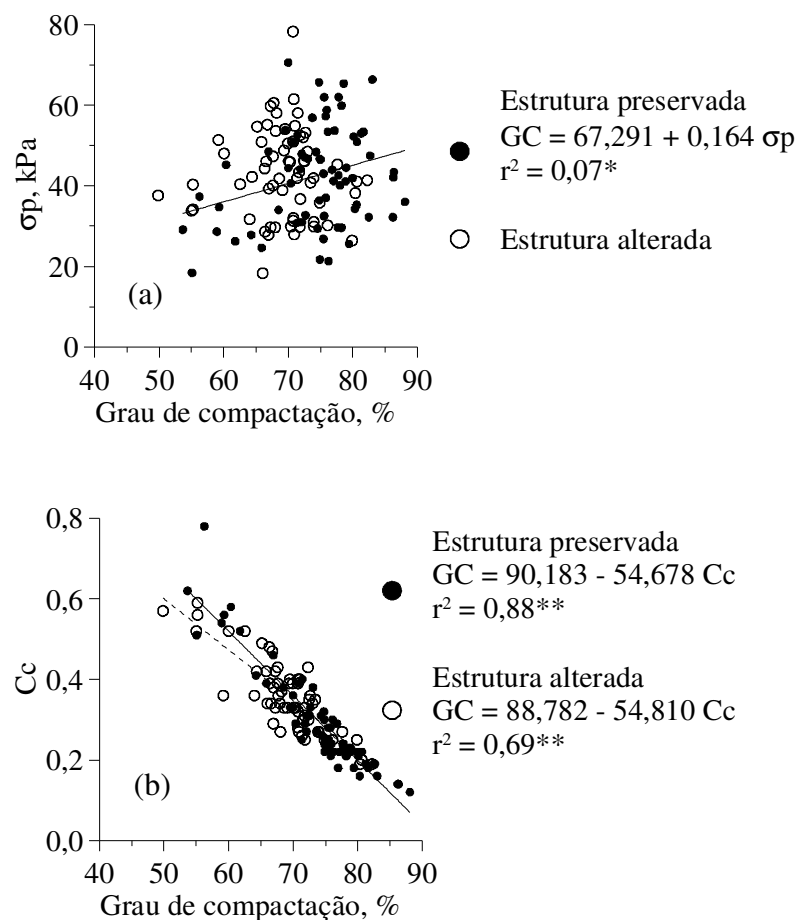 80
60
40
20
0
σp, kPa
(a)
40 50 60 70 80 90
Grau de compactação, %
Estrutura preservada
GC = 67,291 + 0,164 σp
r² = 0,07*
Estrutura alterada
0,8
0,6
0,4
0,2
0,0
Cc
(b)
40 50 60 70 80 90
Grau de compactação, %
Estrutura preservada
GC = 90,183 - 54,678 Cc
r² = 0,88**
Estrutura alterada
GC = 88,782 - 54,810 Cc
r² = 0,69**